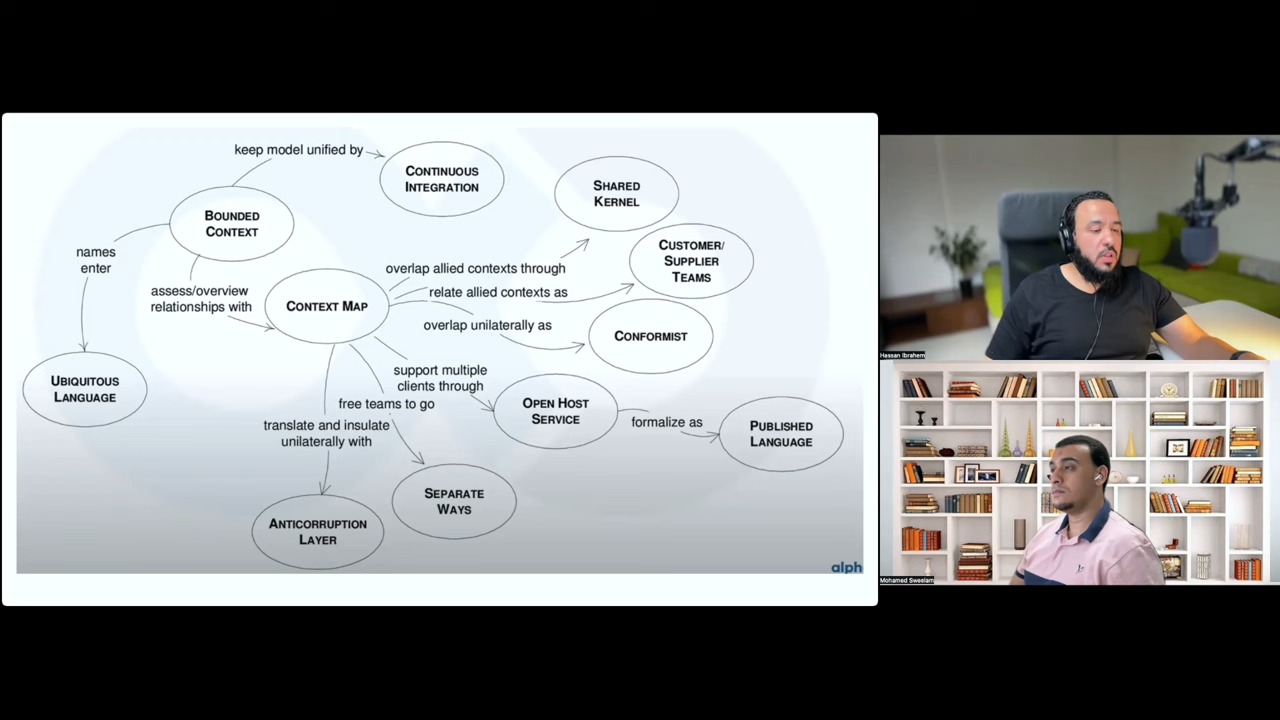 keep model unified by
CONTINUOUS
INTEGRATION
BOUNDED
CONTEXT
names
enter
assess/overview
relationships with
UBIQUITOUS
LANGUAGE
CONTEXT MAP
overlap allied contexts through
SHARED
KERNEL
relate allied contexts as
CUSTOMER/
SUPPLIER
TEAMS
overlap unilaterally as
CONFORMIST
support multiple
clients through
OPEN HOST
SERVICE
formalize as
PUBLISHED
LANGUAGE
free teams to go
SEPARATE
WAYS
translate and insulate
unilaterally with
ANTICORRUPTION
LAYER
alph
Hassan Ibrahem
Mohamed Sweelam